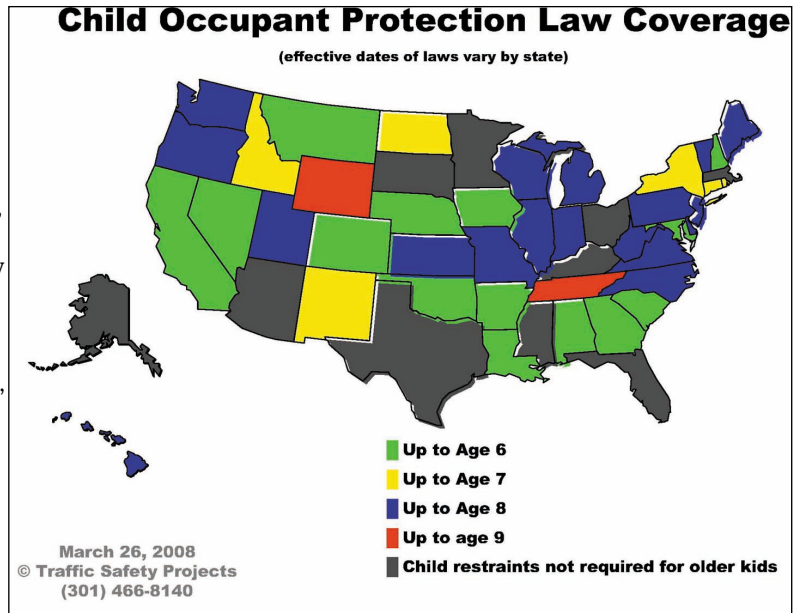 Child Occupant Protection Law Coverage
(effective dates of laws vary by state)
Up to Age 6
Up to Age 7
Up to Age 8
Up to age 9
Child restraints not required for older kids
March 26, 2008
© Traffic Safety Projects
(301) 466-8140